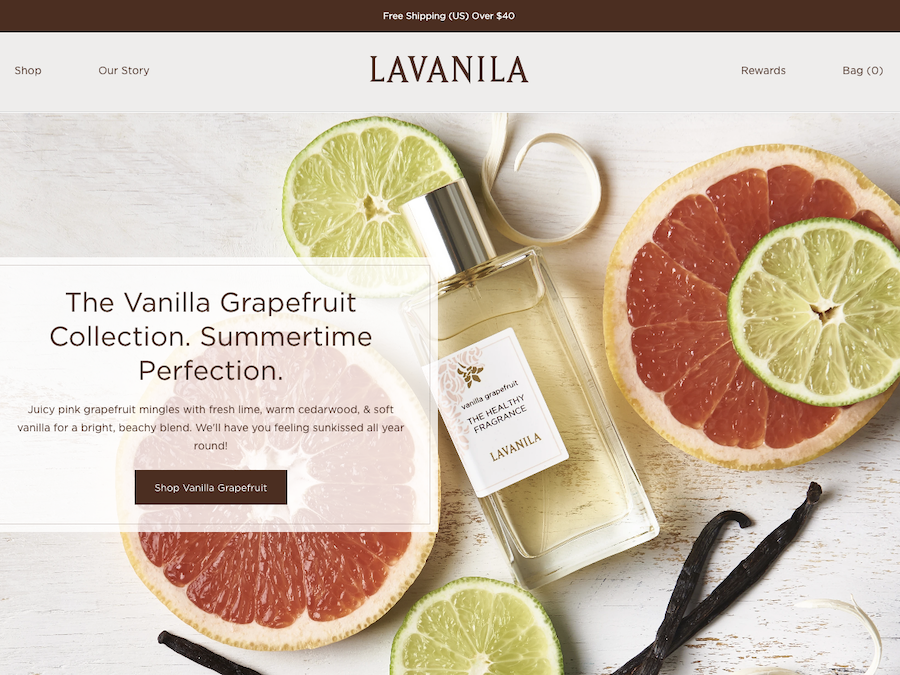 Free Shipping (US) Over $40
Shop
Our Story
LAVANILA
Rewards
Bag (0)
The Vanilla Grapefruit
Collection. Summertime
Perfection.
Juicy pink grapefruit mingles with fresh lime, warm cedarwood, & soft
vanilla for a bright, beachy blend. We'll have you feeling sunkissed all year
round!
Shop Vanilla Grapefruit
vanilla grapefruit
THE HEALTHY
FRAGRANCE
LAVANILA